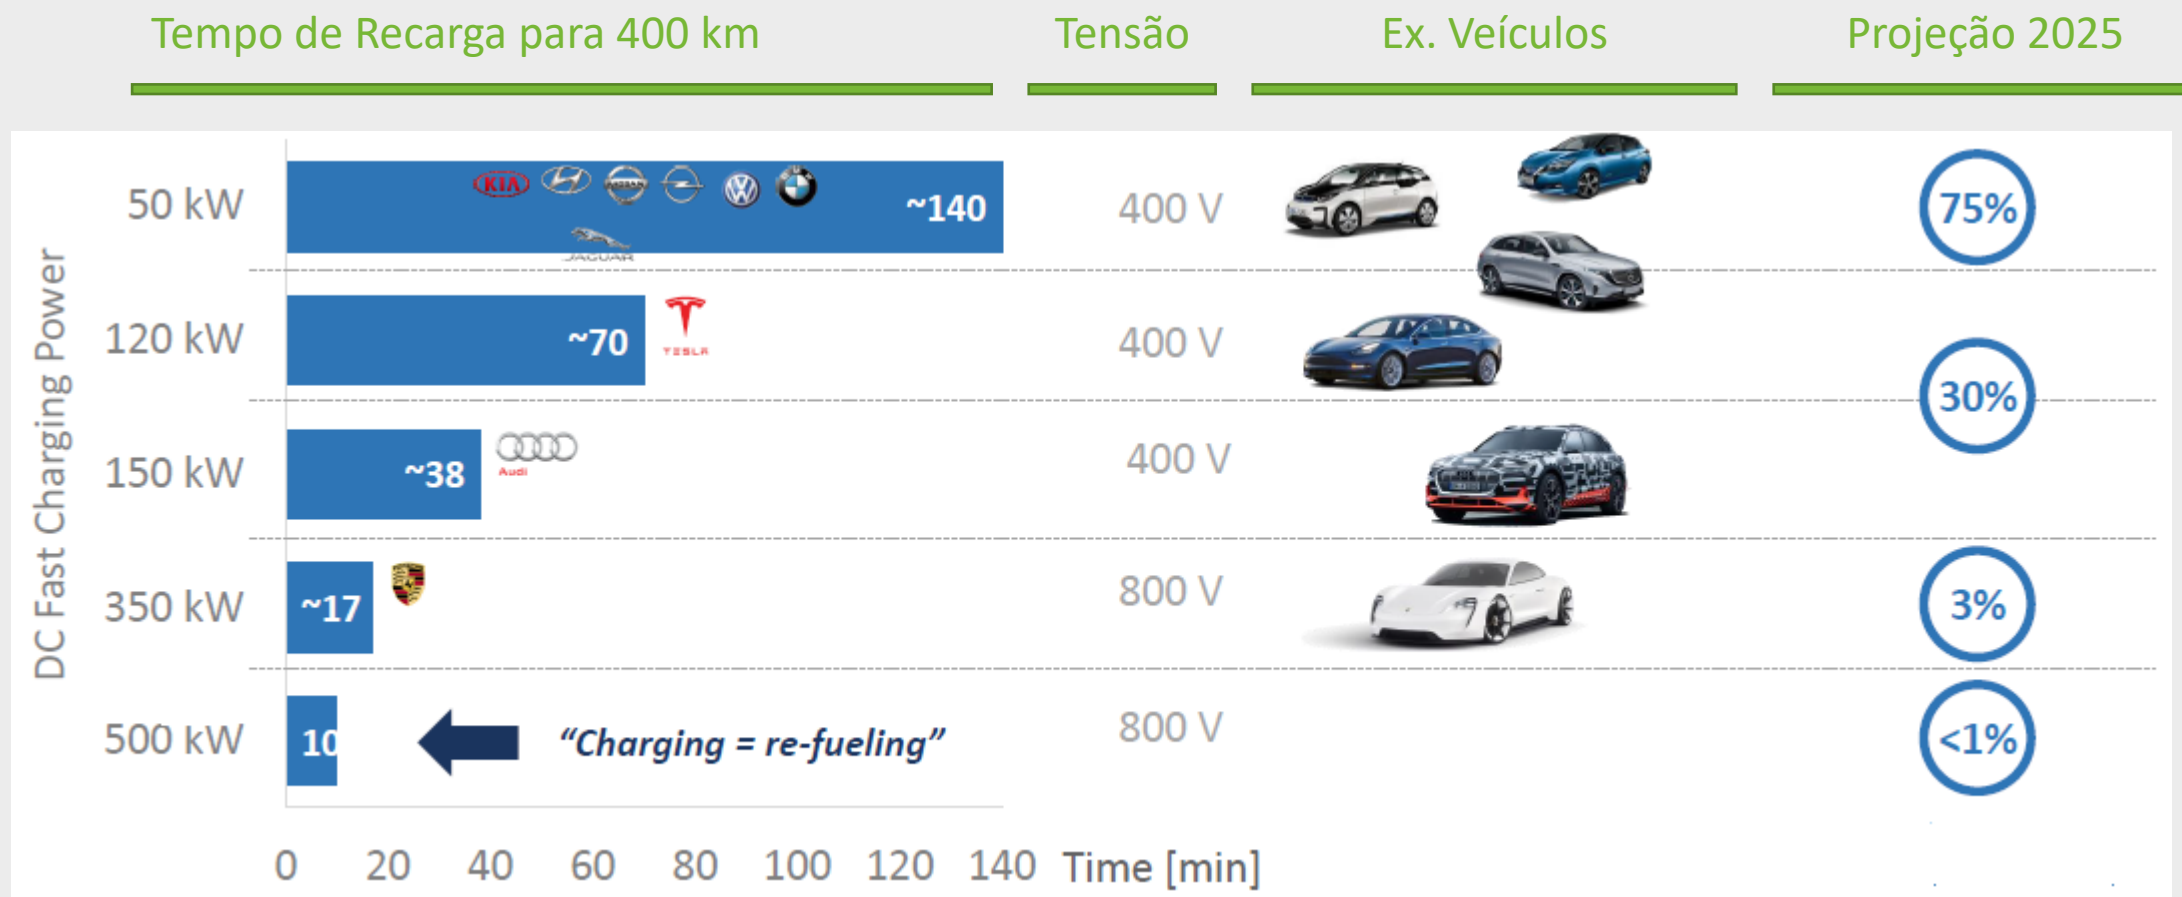 Tempo de Recarga para 400 km
Tensão
Ex. Veículos
Projeção 2025
DC Fast Charging Power
50 kW
KIA
NISSAN
JAGUAR
~140
400 V
75%
120 kW
~70
TESLA
400 V
30%
150 kW
~38
Audi
400 V
350 kW
~17
800 V
3%
500 kW
10
“Charging = re-fueling”
800 V
<1%
0 20 40 60 80 100 120 140 Time [min]